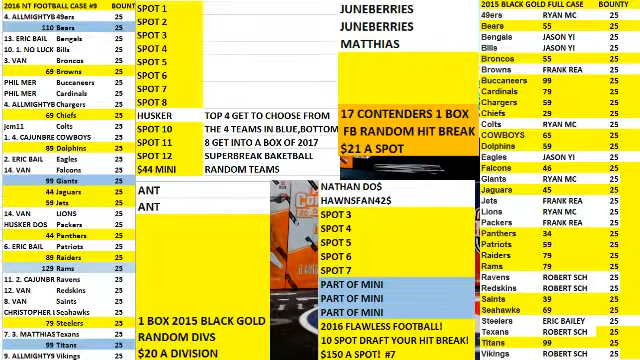 2016 NT FOOTBALL CASE #9 BOUNT
4. ALLMIGHTYB 49ers 25
110 Bears 25
13. ERIC BAIL Bengals 25
10. 1. NO LUCK Bills 25
3. VAN Broncos 25
69 Browns 25
PHIL MER Buccaneers 25
PHIL MER Cardinals 25
4. ALLMIGHTYB Chargers 25
69 Chiefs 25
jem11 Colts 25
1. 4. CAJUNBRE COWBOYS 25
89 Dolphins 25
2. ERIC BAIL Eagles 25
14. VAN Falcons 25
99 Giants 25
44 Jaguars 25
59 Jets 25
14. VAN LIONS 25
HUSKER DOS Packers 25
44 Panthers 25
6. ERIC BAIL Patriots 25
89 Raiders 25
129 Rams 25
11. 2. CAJUNBR Ravens 25
12. VAN Redskins 25
8. VAN Saints 25
CHRISTOPHER I Seahawks 25
79 Steelers 25
7. 3. MATTHIAS Texans 25
99 Titans 25
9. ALLMIGHTY Vikings 25
SPOT 1
SPOT 2
SPOT 3
SPOT 4
SPOT 5
SPOT 6
SPOT 7
SPOT 8
HUSKER TOP 4 GET TO CHOOSE FROM
SPOT 10 THE 4 TEAMS IN BLUE,BOTTOM
SPOT 11 8 GET INTO A BOX OF 2017
SPOT 12 SUPERBREAK BAKETBALL
$44 MINI RANDOM TEAMS
JUNEBERRIES
JUNEBERRIES
MATTHIAS
17 CONTENDERS 1 BOX
FB RANDOM HIT BREAK
$21 A SPOT
ANT
ANT
1 BOX 2015 BLACK GOLD
RANDOM DIVS
$20 A DIVISION
NATHAN DO$
HAWNSFAN42$
SPOT 3
SPOT 4
SPOT 5
SPOT 6
SPOT 7
PART OF MINI
PART OF MINI
PART OF MINI
2016 FLAWLESS FOOTBALL!
10 SPOT DRAFT YOUR HIT BREAK!
$150 A SPOT! #7
2015 BLACK GOLD FULL CASE BOUNTY
49ers RYAN MC 25
Bears 55 25
Bengals JASON YI 25
Bills JASON YI 25
Broncos 55 25
Browns FRANK REA 25
Buccaneers 99 25
Cardinals 79 25
Chargers 59 25
Chiefs 29 25
Colts RYAN MC 25
COWBOYS 65 25
Dolphins 59 25
Eagles JASON YI 25
Falcons 46 25
Giants RYAN MC 25
Jaguars 45 25
Jets FRANK REA 25
Lions RYAN MC 25
Packers FRANK REA 25
Panthers 34 25
Patriots 59 25
Raiders 79 25
Rams 79 25
Ravens ROBERT SCH 25
Redskins ROBERT SCH 25
Saints 39 25
Seahawks 69 25
Steelers ERIC BAILEY 25
Texans ROBERT SCH 25
Titans 99 25
Vikings ROBERT SCH 25